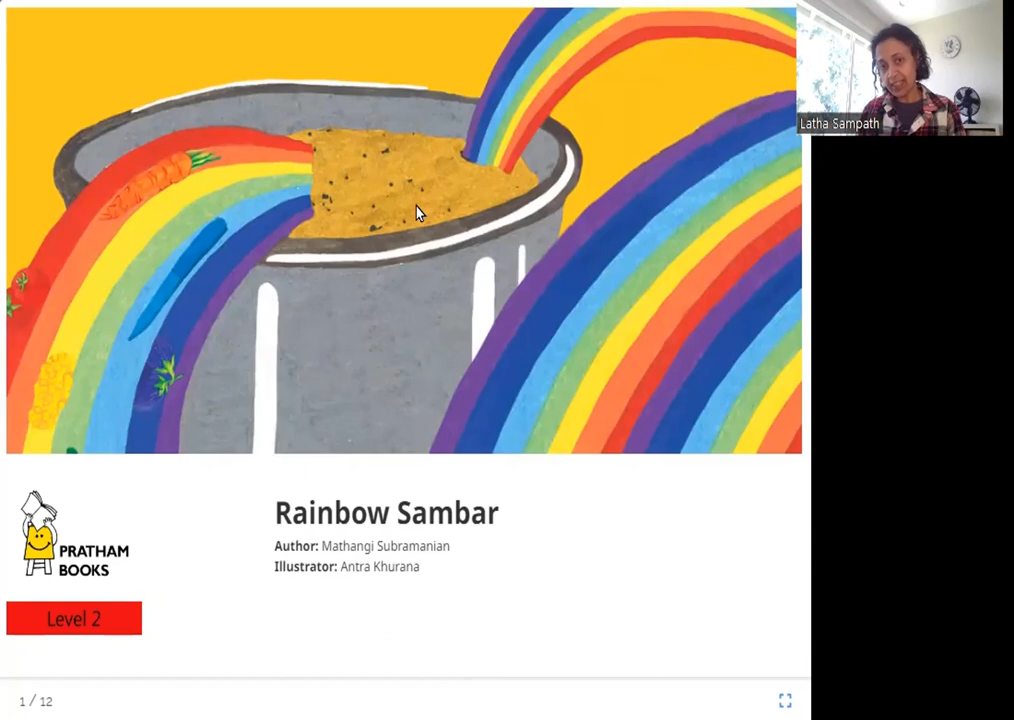 Latha Sampath
PRATHAM
BOOKS
Rainbow Sambar
Author: Mathangi Subramanian
Illustrator: Antra Khurana
Level 2
1 / 12